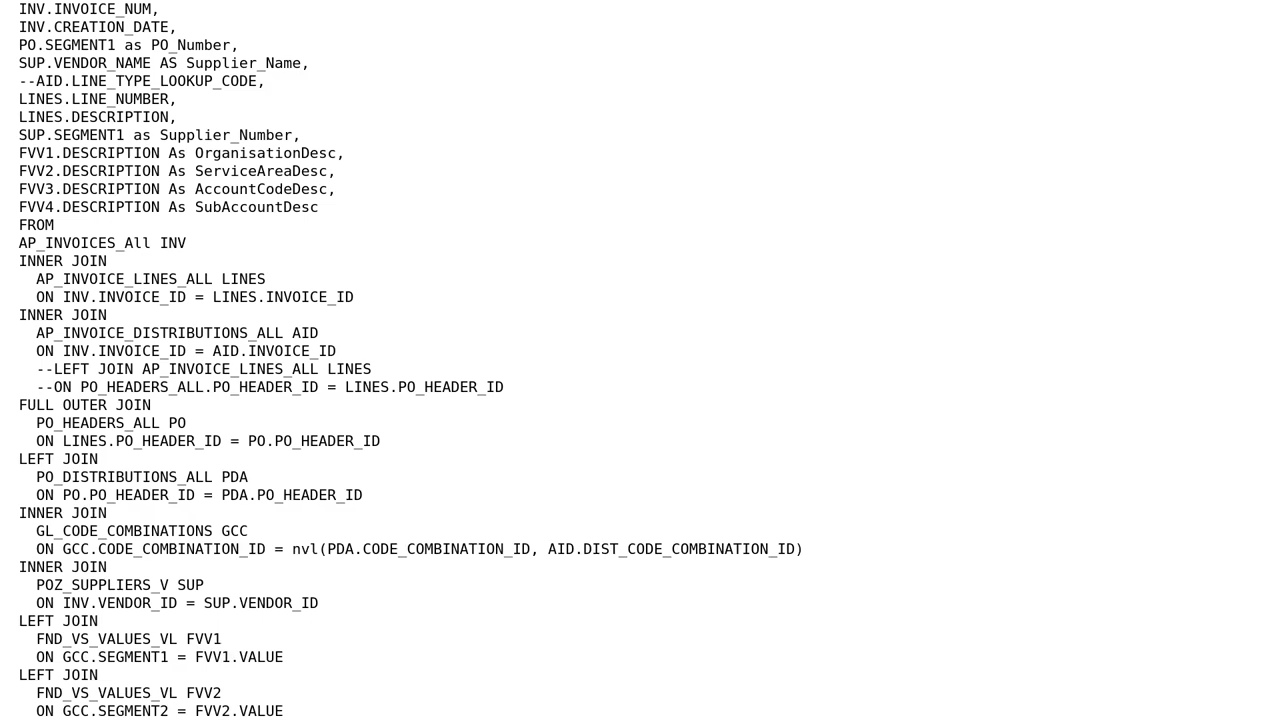 INV.INVOICE_NUM,
INV.CREATION_DATE,
PO.SEGMENT1 as PO_Number,
SUP.VENDOR_NAME AS Supplier_Name,
--AID.LINE_TYPE_LOOKUP_CODE,
LINES.LINE_NUMBER,
LINES.DESCRIPTION,
SUP.SEGMENT1 as Supplier_Number,
FVV1.DESCRIPTION As OrganisationDesc,
FVV2.DESCRIPTION As ServiceAreaDesc,
FVV3.DESCRIPTION As AccountCodeDesc,
FVV4.DESCRIPTION As SubAccountDesc
FROM
AP_INVOICES_All INV
INNER JOIN
  AP_INVOICE_LINES_ALL LINES
  ON INV.INVOICE_ID = LINES.INVOICE_ID
INNER JOIN
  AP_INVOICE_DISTRIBUTIONS_ALL AID
  ON INV.INVOICE_ID = AID.INVOICE_ID
  --LEFT JOIN AP_INVOICE_LINES_ALL LINES
  --ON PO_HEADERS_ALL.PO_HEADER_ID = LINES.PO_HEADER_ID
FULL OUTER JOIN
  PO_HEADERS_ALL PO
  ON LINES.PO_HEADER_ID = PO.PO_HEADER_ID
LEFT JOIN
  PO_DISTRIBUTIONS_ALL PDA
  ON PO.PO_HEADER_ID = PDA.PO_HEADER_ID
INNER JOIN
  GL_CODE_COMBINATIONS GCC
  ON GCC.CODE_COMBINATION_ID = nvl(PDA.CODE_COMBINATION_ID, AID.DIST_CODE_COMBINATION_ID)
INNER JOIN
  POZ_SUPPLIERS_V SUP
  ON INV.VENDOR_ID = SUP.VENDOR_ID
LEFT JOIN
  FND_VS_VALUES_VL FVV1
  ON GCC.SEGMENT1 = FVV1.VALUE
LEFT JOIN
  FND_VS_VALUES_VL FVV2
  ON GCC.SEGMENT2 = FVV2.VALUE